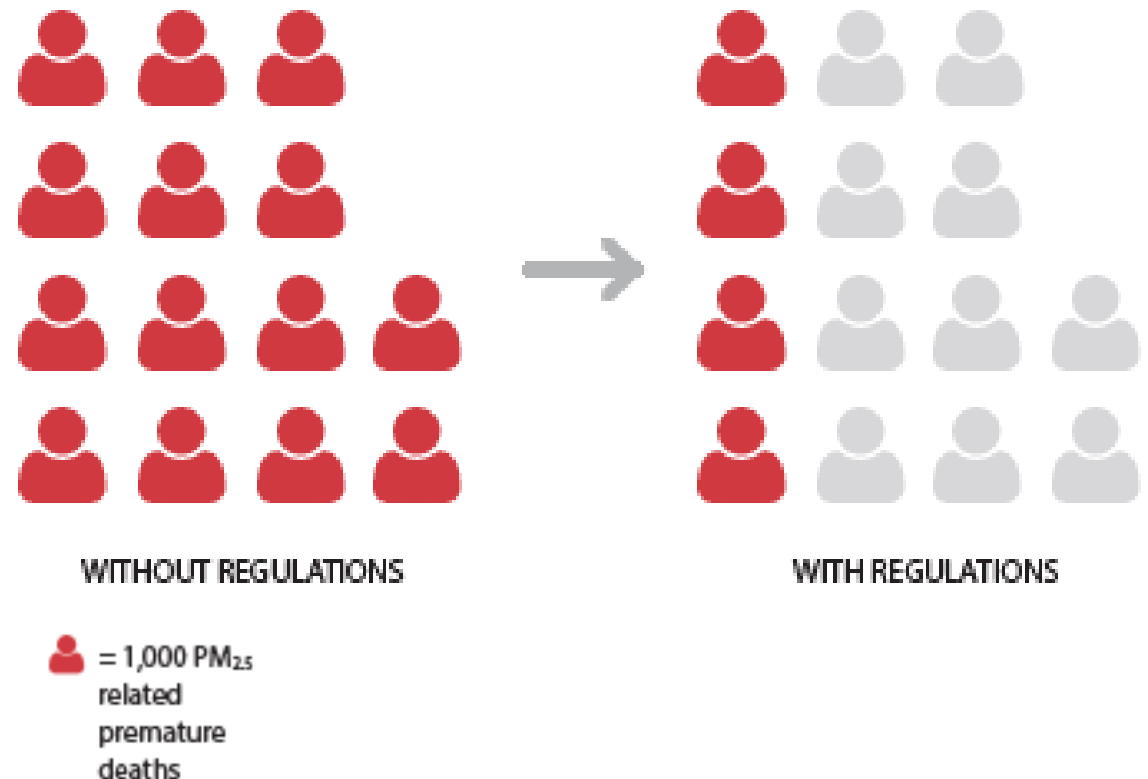 WITHOUT REGULATIONS
WITH REGULATIONS
= 1,000 PM2.5
related
premature
deaths